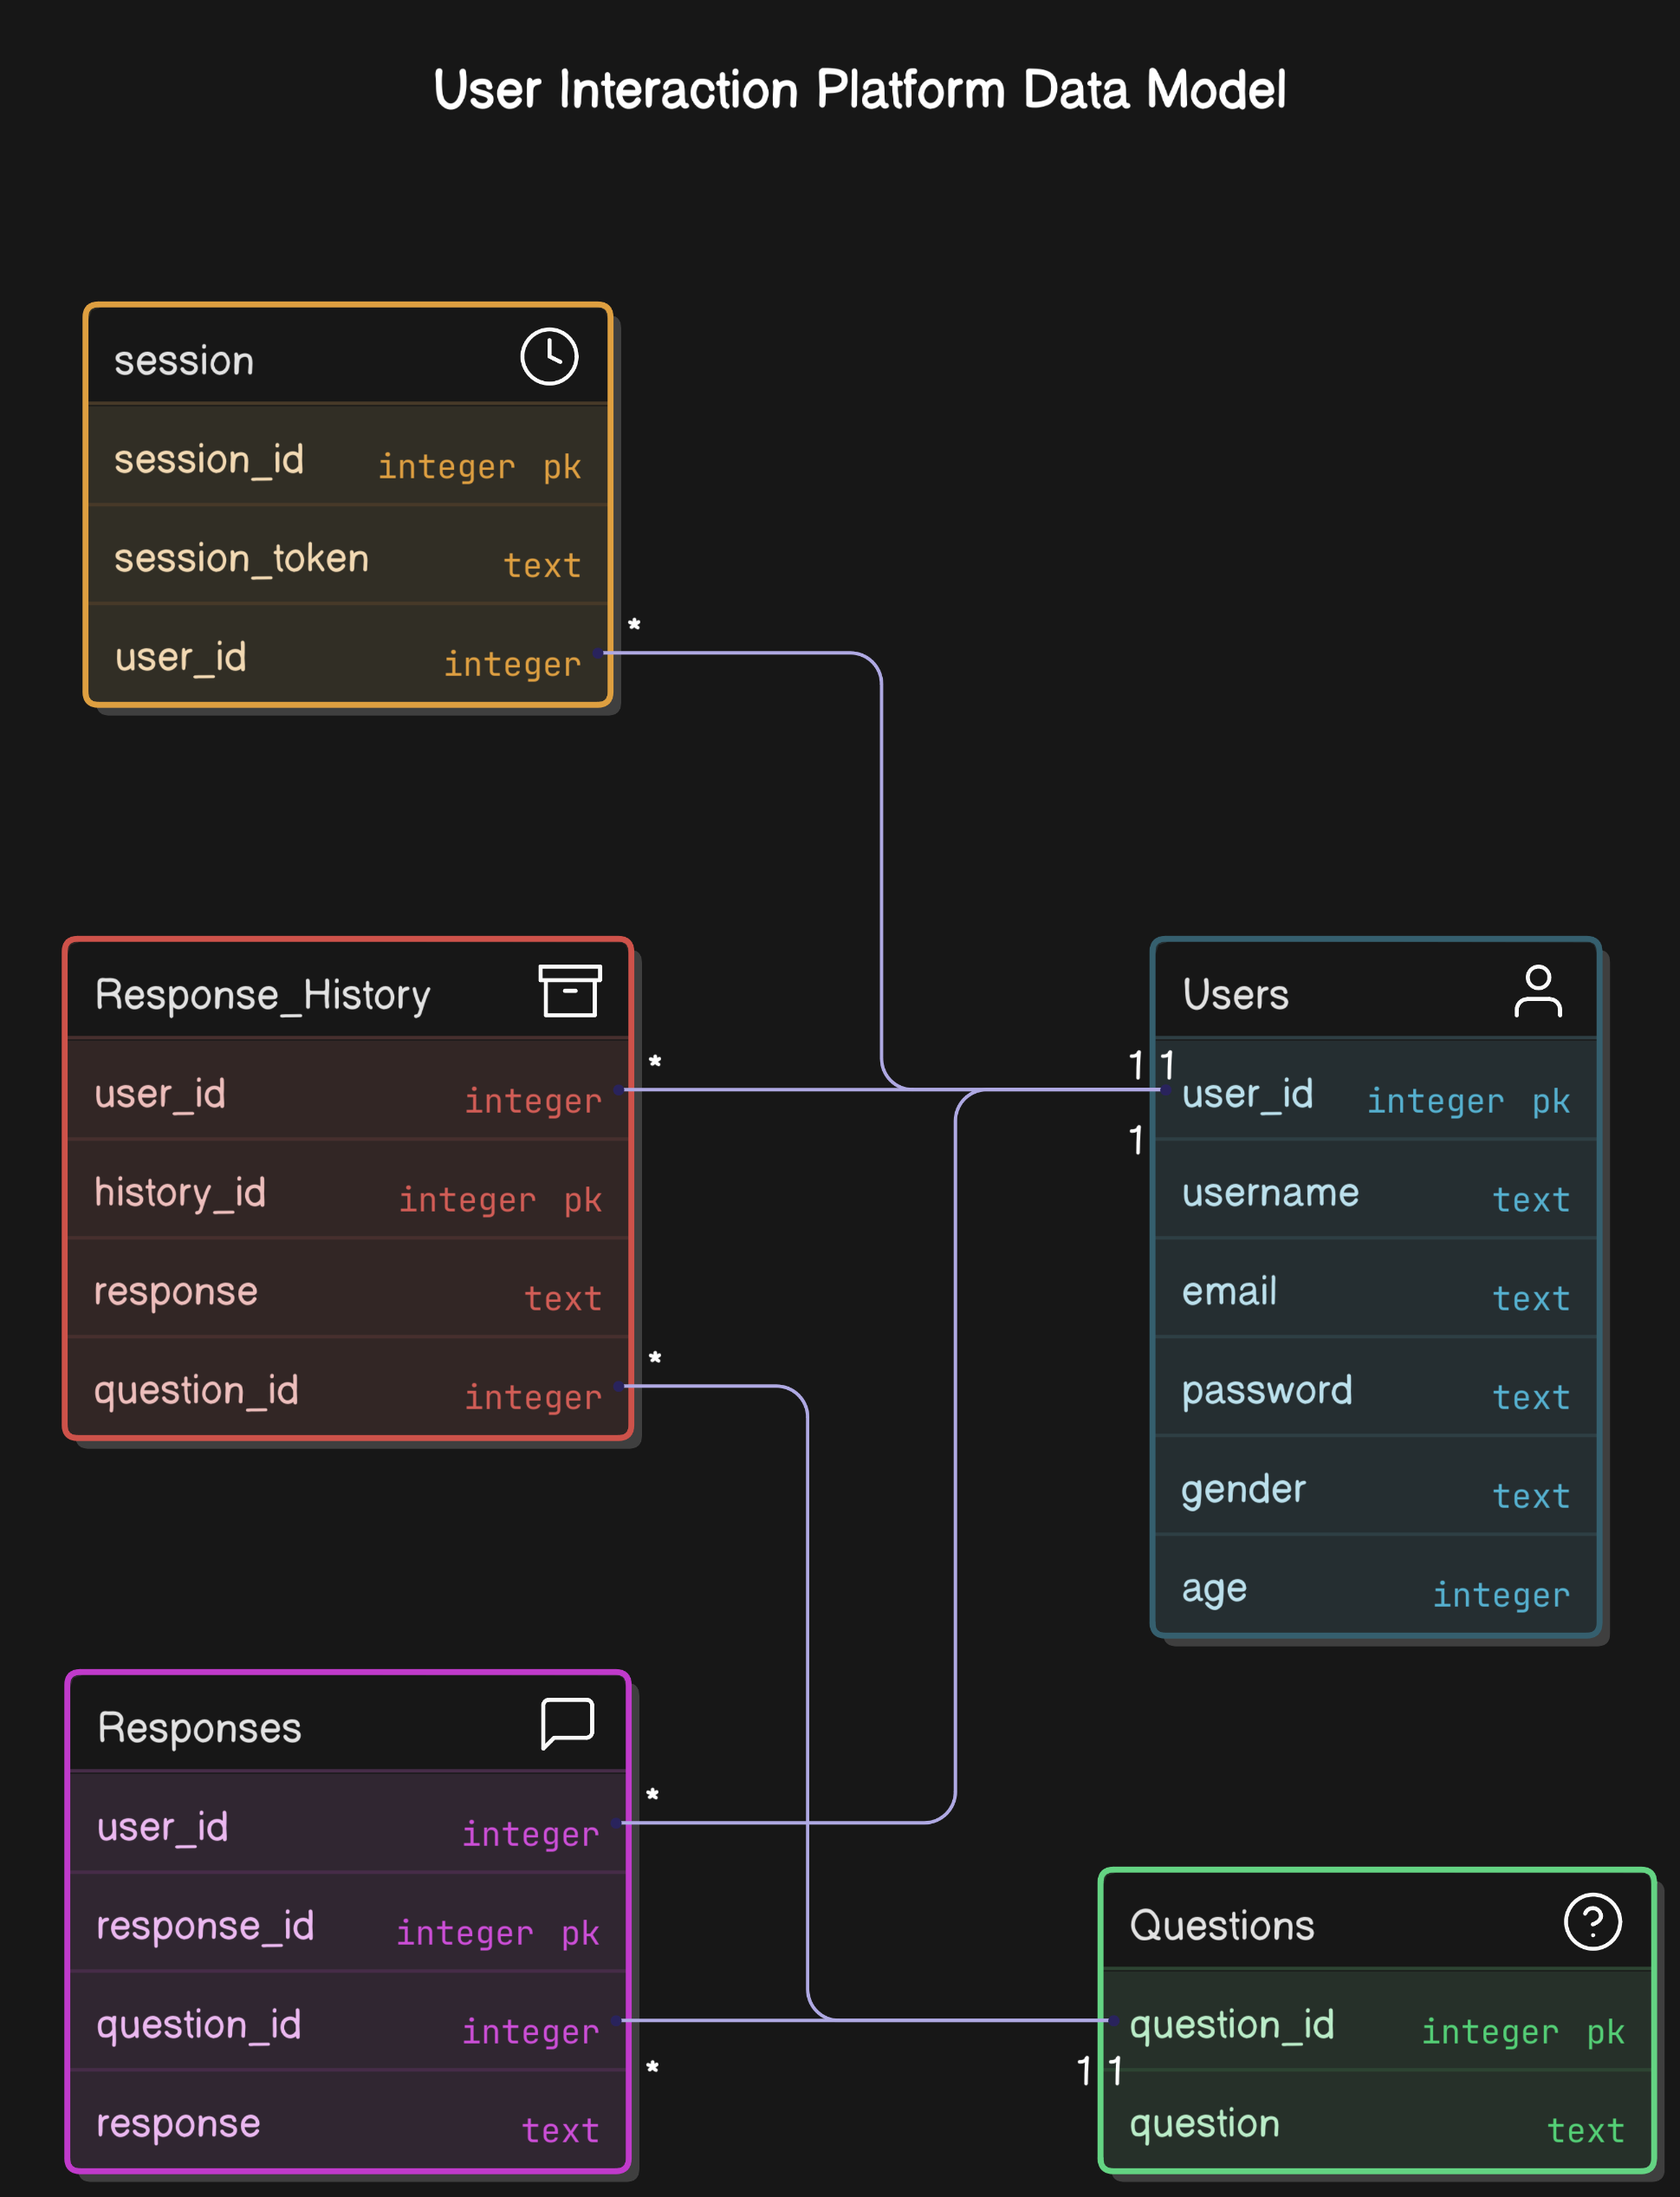 User Interaction Platform Data Model
session
session_id integer pk
session_token text
user_id integer
*
Response_History
user_id integer
*
history_id integer pk
response text
question_id integer
*
Users
1 1
user_id integer pk
1
username text
email text
password text
gender text
age integer
Responses
user_id integer
*
response_id integer pk
question_id integer
*
response text
Questions
question_id integer pk
1 1
question text